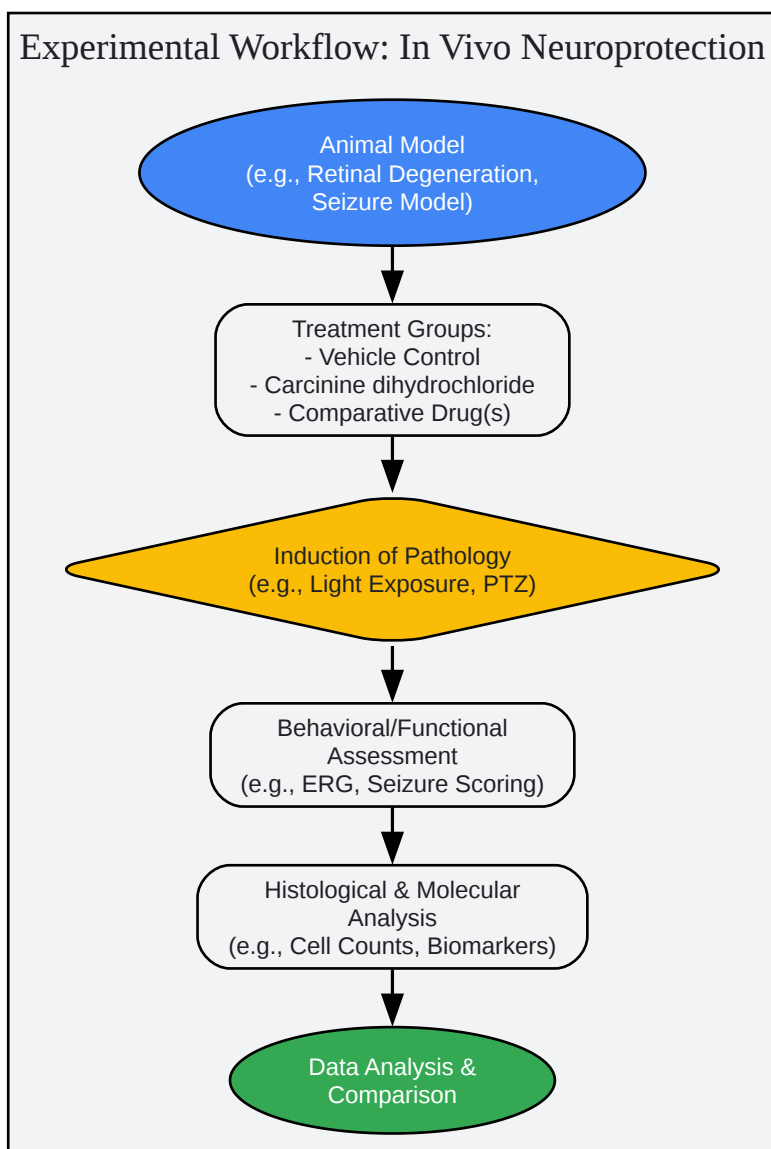 Experimental Workflow: In Vivo Neuroprotection
Animal Model
(e.g., Retinal Degeneration,
Seizure Model)
Treatment Groups:
- Vehicle Control
- Carcinine dihydrochloride
- Comparative Drug(s)
Induction of Pathology
(e.g., Light Exposure, PTZ)
Behavioral/Functional
Assessment
(e.g., ERG, Seizure Scoring)
Histological & Molecular
Analysis
(e.g., Cell Counts, Biomarkers)
Data Analysis &
Comparison